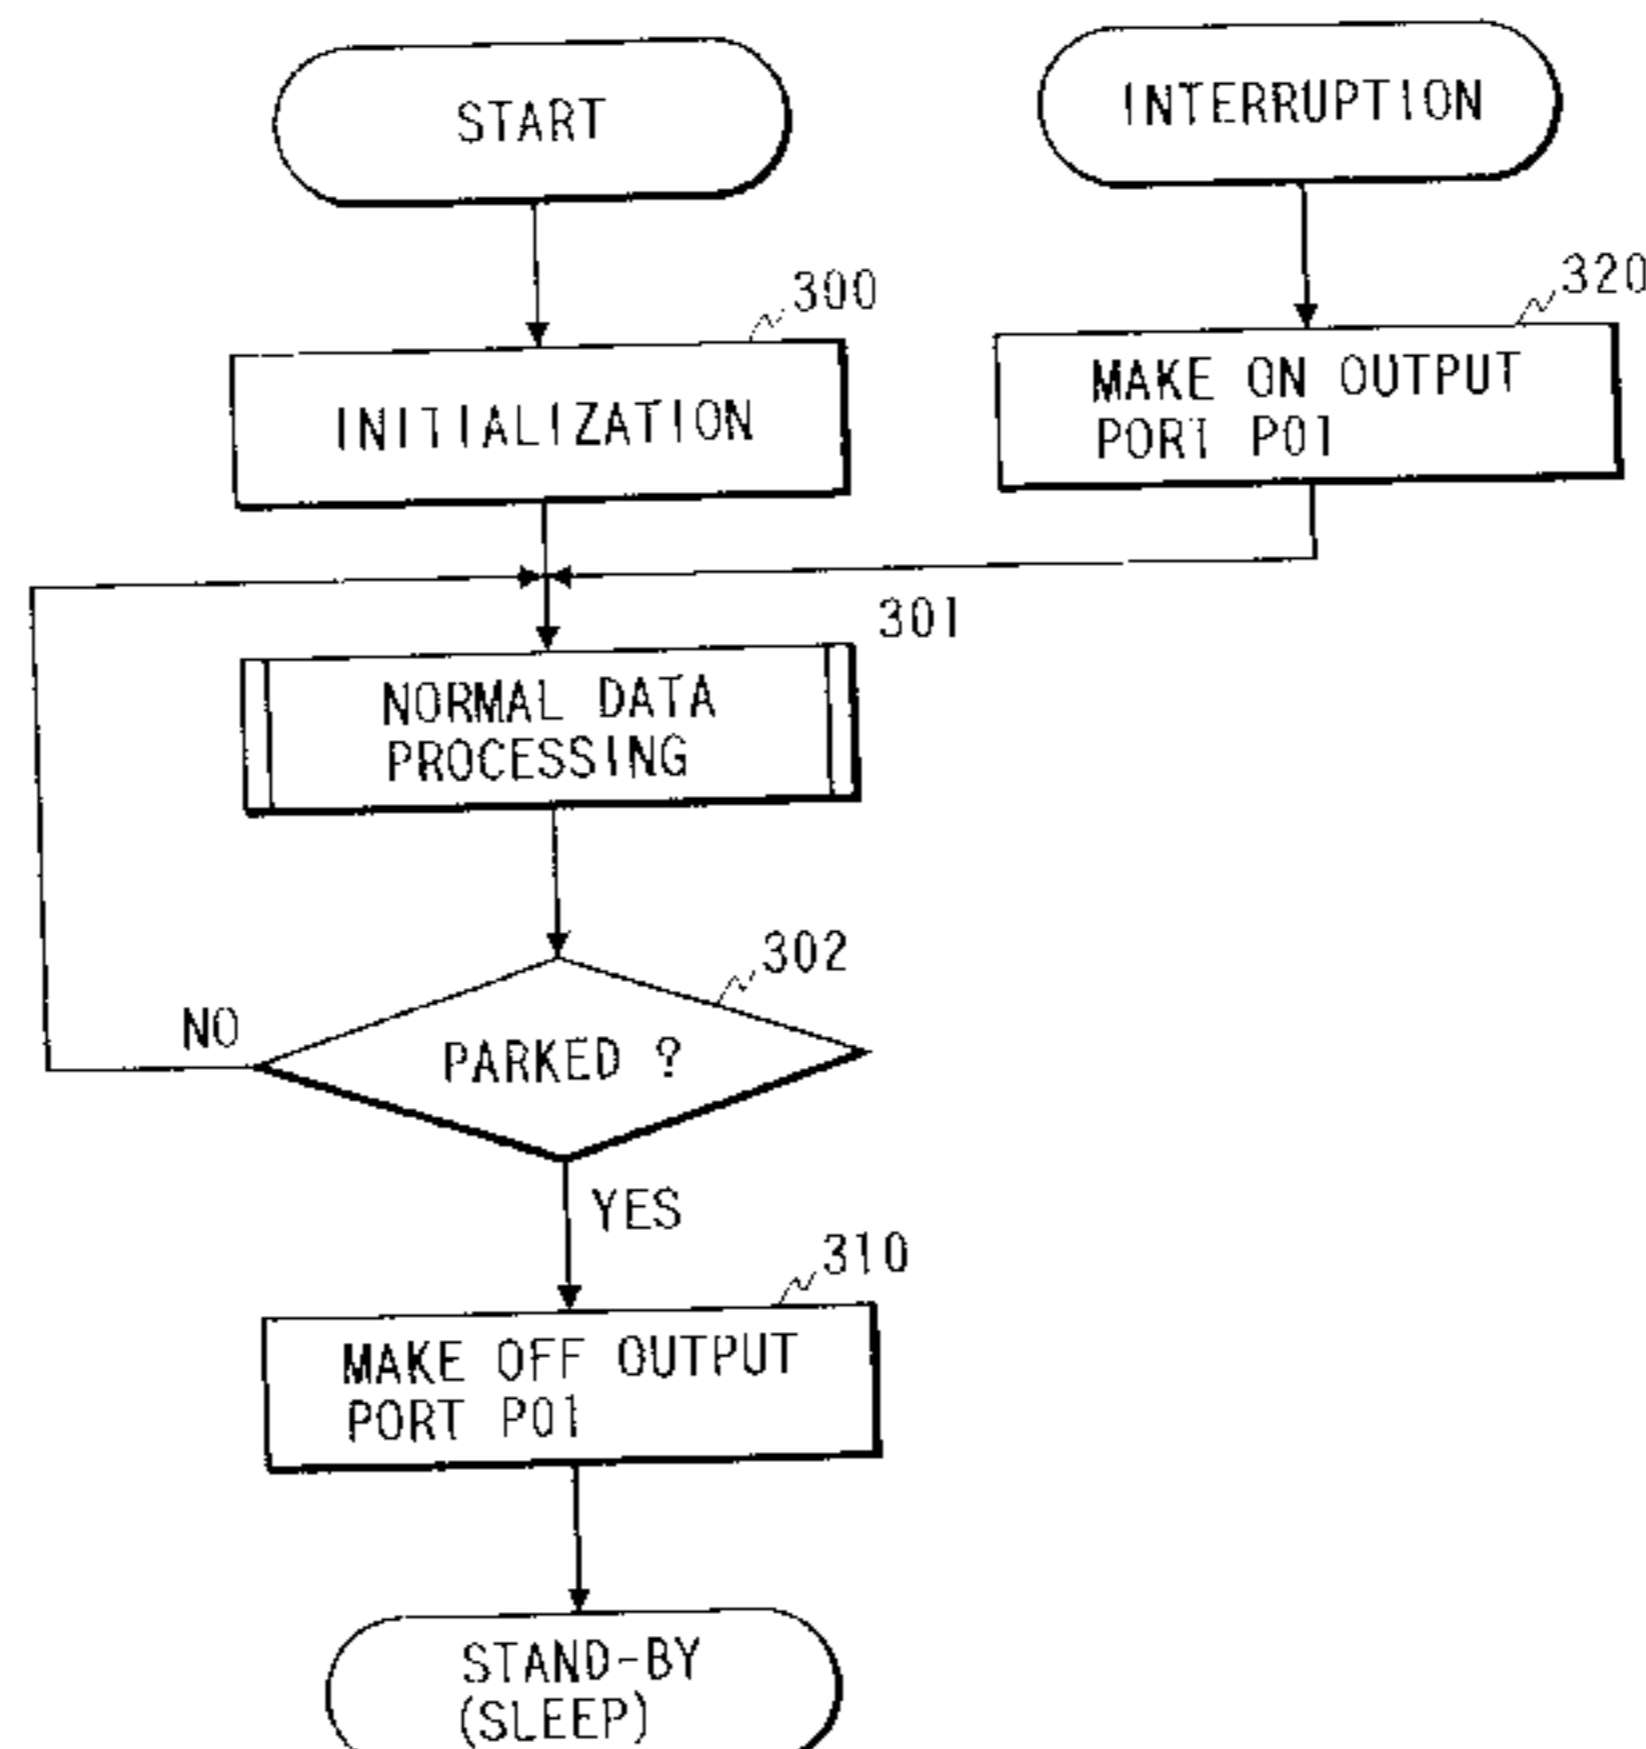 START
INTERRUPTION
300
320
INITIALIZATION
MAKE ON OUTPUT
PORT P01
301
NORMAL DATA
PROCESSING
302
NO
PARKED ?
YES
310
MAKE OFF OUTPUT
PORT P01
STAND-BY
(SLEEP)